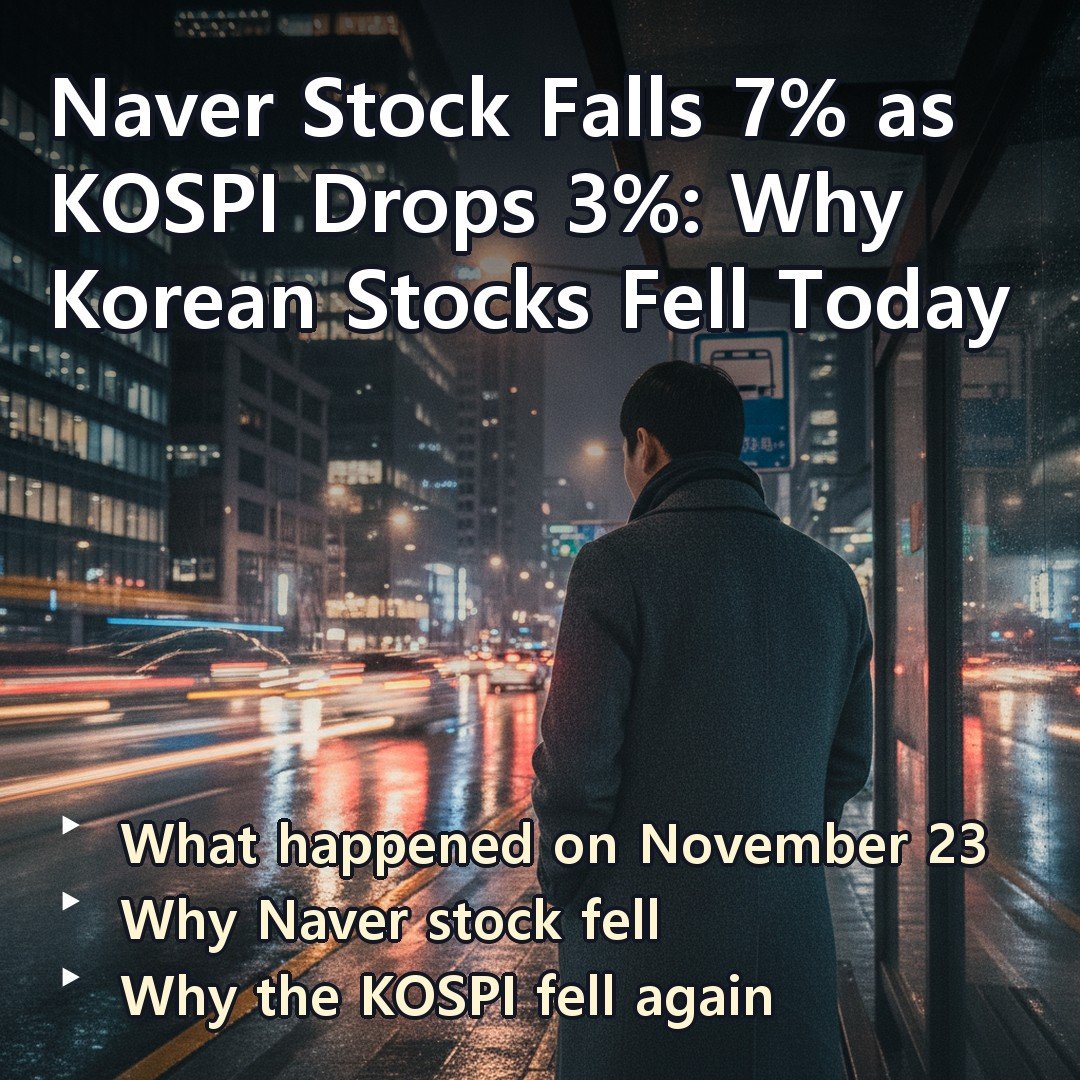 Naver Stock Falls 7% as
KOSPI Drops 3%: Why
Korean Stocks Fell Today
What happened on November 23
Why Naver stock fell
Why the KOSPI fell again